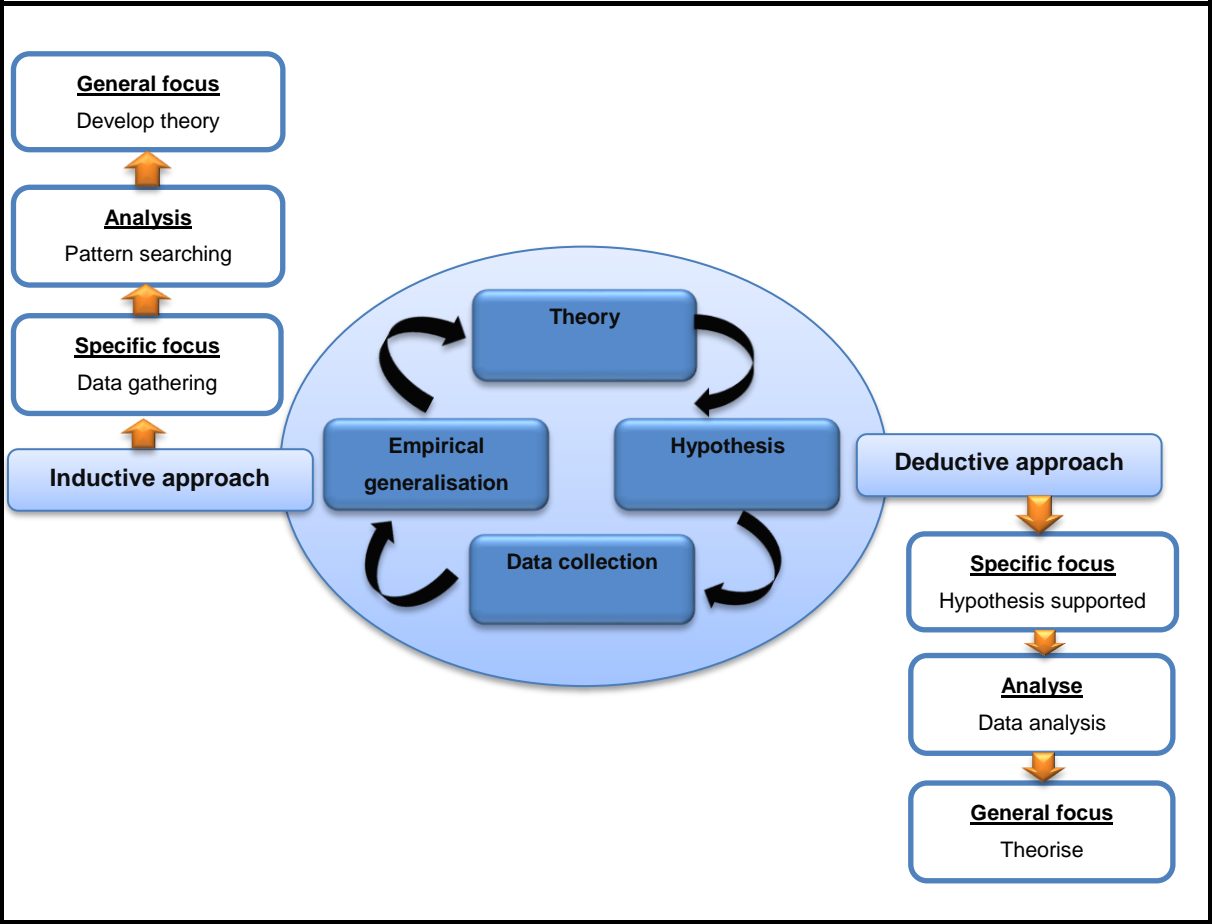 General focus
Develop theory
Analysis
Pattern searching
Specific focus
Data gathering
Inductive approach
Theory
Empirical
generalisation
Hypothesis
Data collection
Deductive approach
Specific focus
Hypothesis supported
Analyse
Data analysis
General focus
Theorise